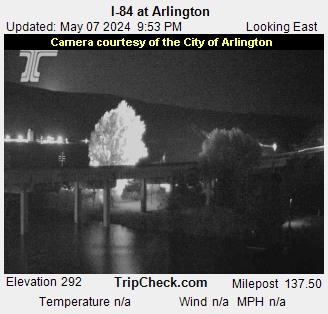 I-84 at Arlington
Updated: May 07 2024 9:53 PM Looking East
Camera courtesy of the City of Arlington
Elevation 292 TripCheck.com Milepost 137.50
Temperature n/a Wind n/a MPH n/a